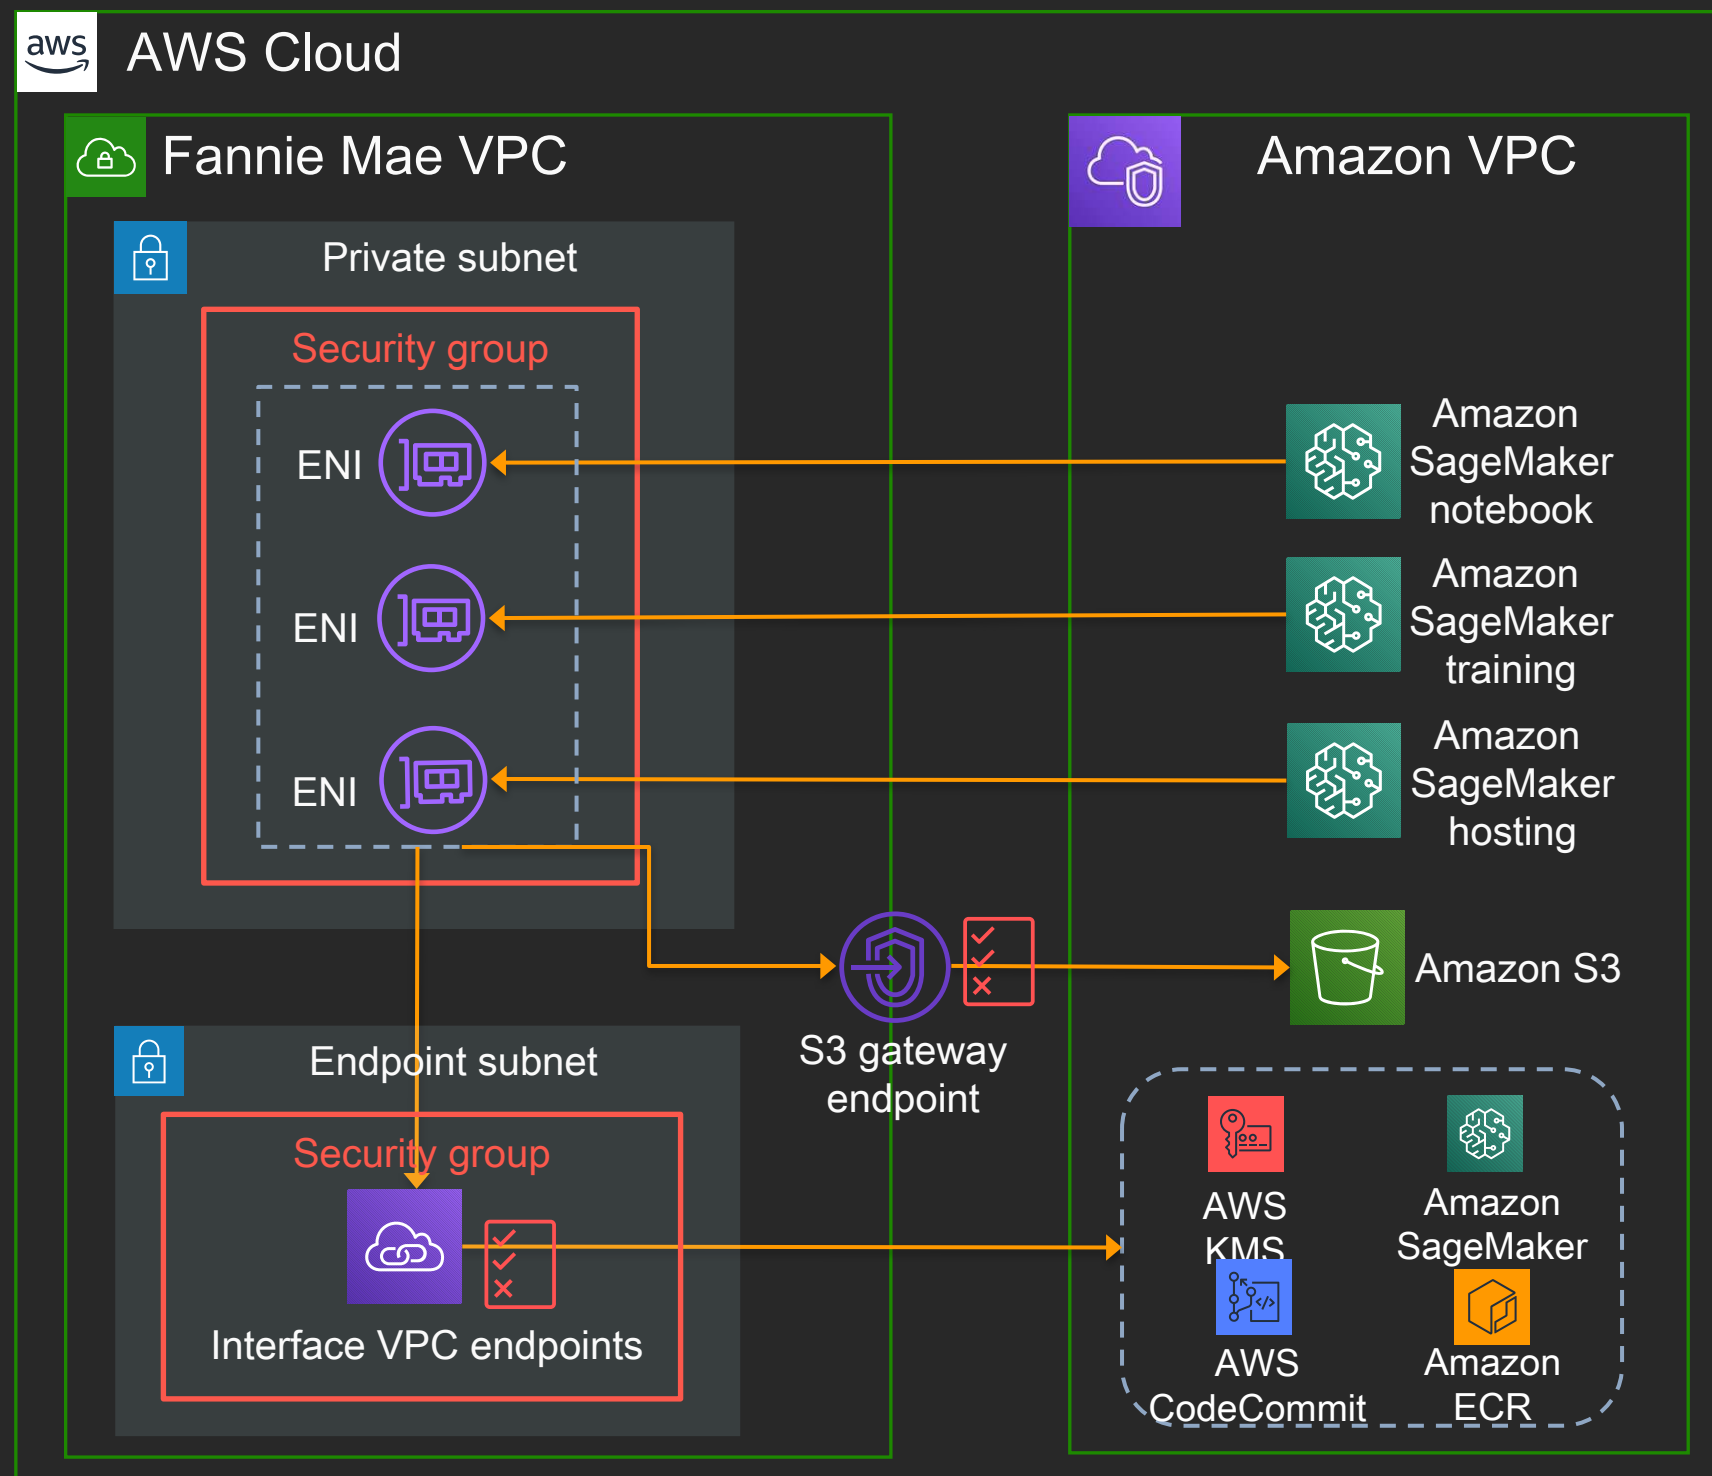 aws
AWS Cloud
Fannie Mae VPC
Private subnet
Security group
ENI
ENI
ENI
Endpoint subnet
Security group
Interface VPC endpoints
S3 gateway
endpoint
Amazon VPC
Amazon
SageMaker
notebook
Amazon
SageMaker
training
Amazon
SageMaker
hosting
Amazon S3
AWS
KMS
Amazon
SageMaker
AWS
CodeCommit
Amazon
ECR